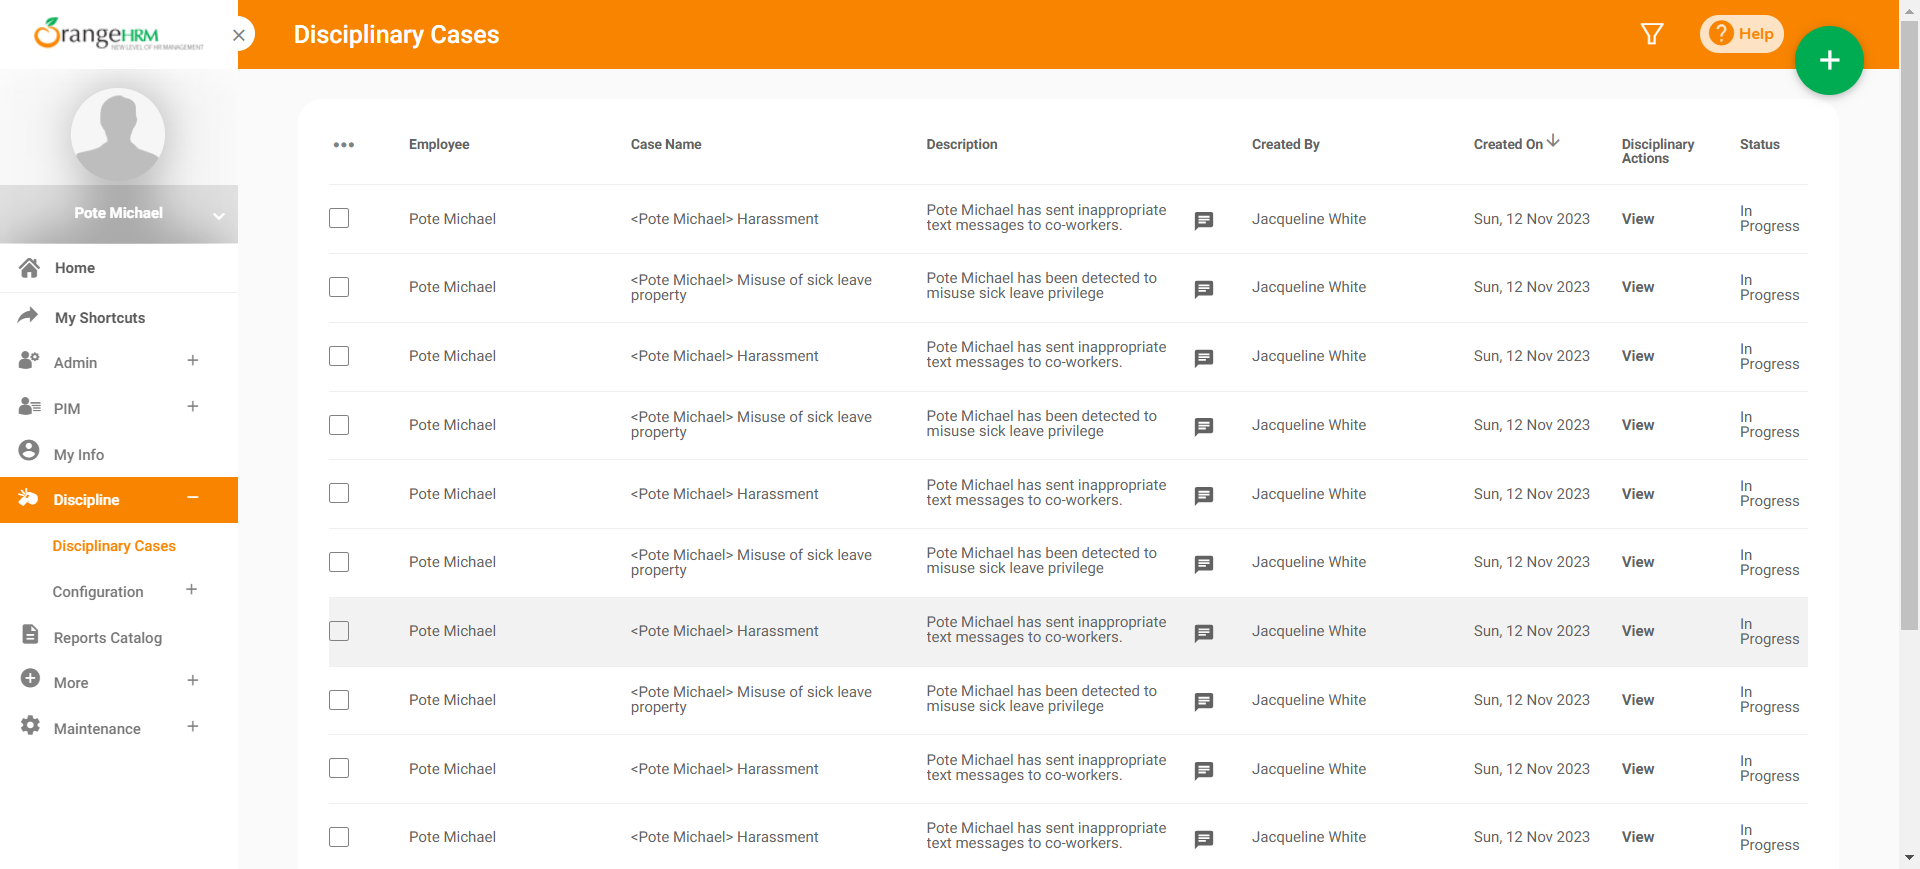 OrangeHRM
NEW LEVEL OF HR MANAGEMENT
Disciplinary Cases
? Help
Pote Michael
Home
My Shortcuts
Admin
PIM
My Info
Discipline
Disciplinary Cases
Configuration
Reports Catalog
More
Maintenance
Employee Case Name Description Created By Created On Disciplinary Actions Status
Pote Michael <Pote Michael> Harassment Pote Michael has sent inappropriate text messages to co-workers. Jacqueline White Sun, 12 Nov 2023 View In Progress
Pote Michael <Pote Michael> Misuse of sick leave property Pote Michael has been detected to misuse sick leave privilege Jacqueline White Sun, 12 Nov 2023 View In Progress
Pote Michael <Pote Michael> Harassment Pote Michael has sent inappropriate text messages to co-workers. Jacqueline White Sun, 12 Nov 2023 View In Progress
Pote Michael <Pote Michael> Misuse of sick leave property Pote Michael has been detected to misuse sick leave privilege Jacqueline White Sun, 12 Nov 2023 View In Progress
Pote Michael <Pote Michael> Harassment Pote Michael has sent inappropriate text messages to co-workers. Jacqueline White Sun, 12 Nov 2023 View In Progress
Pote Michael <Pote Michael> Misuse of sick leave property Pote Michael has been detected to misuse sick leave privilege Jacqueline White Sun, 12 Nov 2023 View In Progress
Pote Michael <Pote Michael> Harassment Pote Michael has sent inappropriate text messages to co-workers. Jacqueline White Sun, 12 Nov 2023 View In Progress
Pote Michael <Pote Michael> Misuse of sick leave property Pote Michael has been detected to misuse sick leave privilege Jacqueline White Sun, 12 Nov 2023 View In Progress
Pote Michael <Pote Michael> Harassment Pote Michael has sent inappropriate text messages to co-workers. Jacqueline White Sun, 12 Nov 2023 View In Progress
Pote Michael <Pote Michael> Harassment Pote Michael has sent inappropriate text messages to co-workers. Jacqueline White Sun, 12 Nov 2023 View In Progress